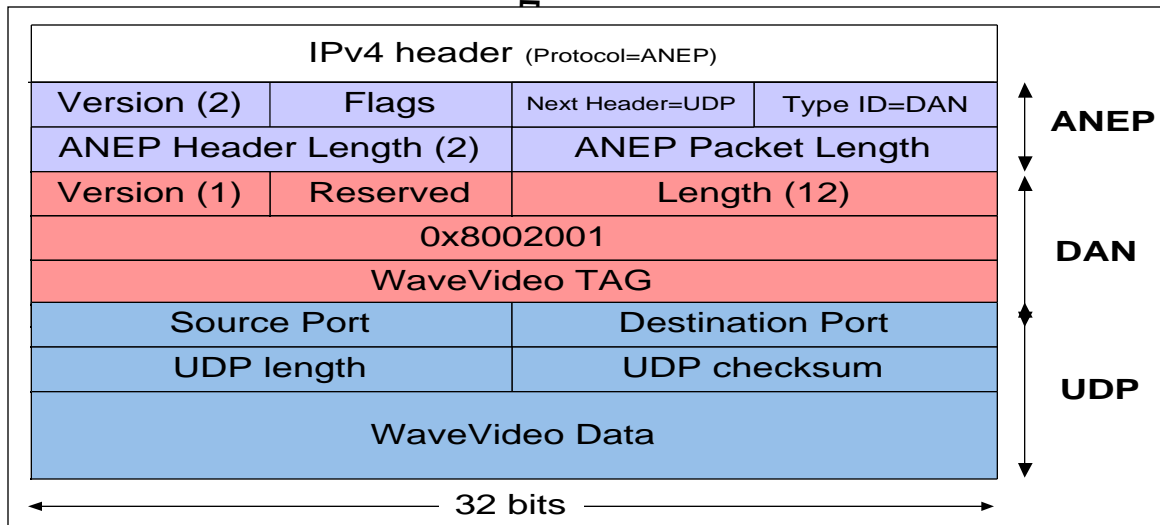 IPv4 header (Protocol=ANEP)
Version (2) Flags Next Header=UDP Type ID=DAN
ANEP
ANEP Header Length (2) ANEP Packet Length
Version (1) Reserved Length (12)
0x8002001
DAN
WaveVideo TAG
Source Port Destination Port
UDP length UDP checksum
UDP
WaveVideo Data
32 bits